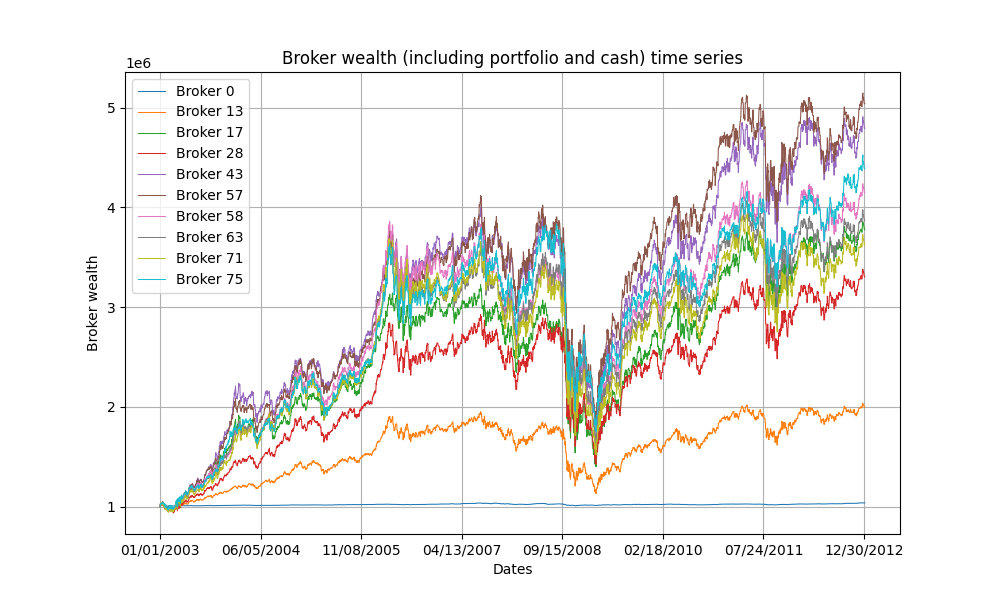 Broker wealth (including portfolio and cash) time series
1e6
Broker 0
Broker 13
Broker 17
Broker 28
Broker 43
Broker 57
Broker 58
Broker 63
Broker 71
Broker 75
5
4
3
2
1
Broker wealth
01/01/2003 06/05/2004 11/08/2005 04/13/2007 09/15/2008 02/18/2010 07/24/2011 12/30/2012
Dates